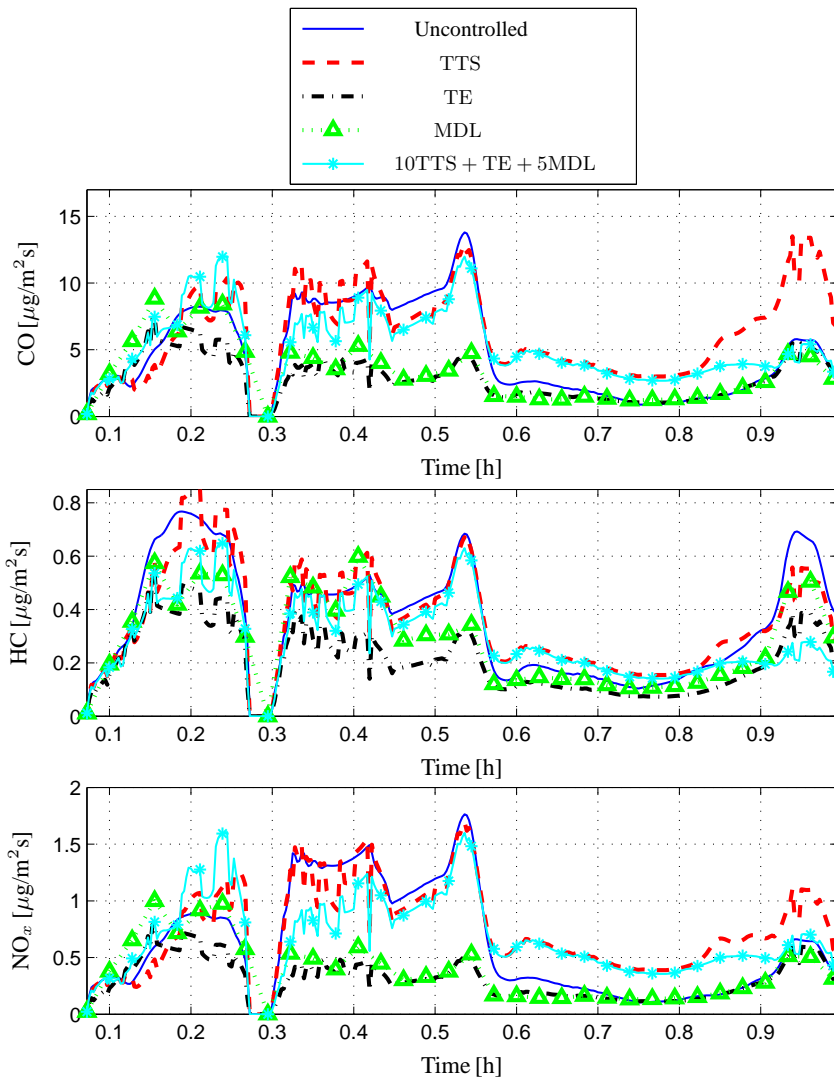 Uncontrolled
TTS
TE
MDL
10TTS + TE + 5MDL
15
10
5
0
CO [μg/m²s]
0.1 0.2 0.3 0.4 0.5 0.6 0.7 0.8 0.9
Time [h]
0.8
0.6
0.4
0.2
0
HC [μg/m²s]
0.1 0.2 0.3 0.4 0.5 0.6 0.7 0.8 0.9
Time [h]
2
1.5
1
0.5
0
NOₓ [μg/m²s]
0.1 0.2 0.3 0.4 0.5 0.6 0.7 0.8 0.9
Time [h]